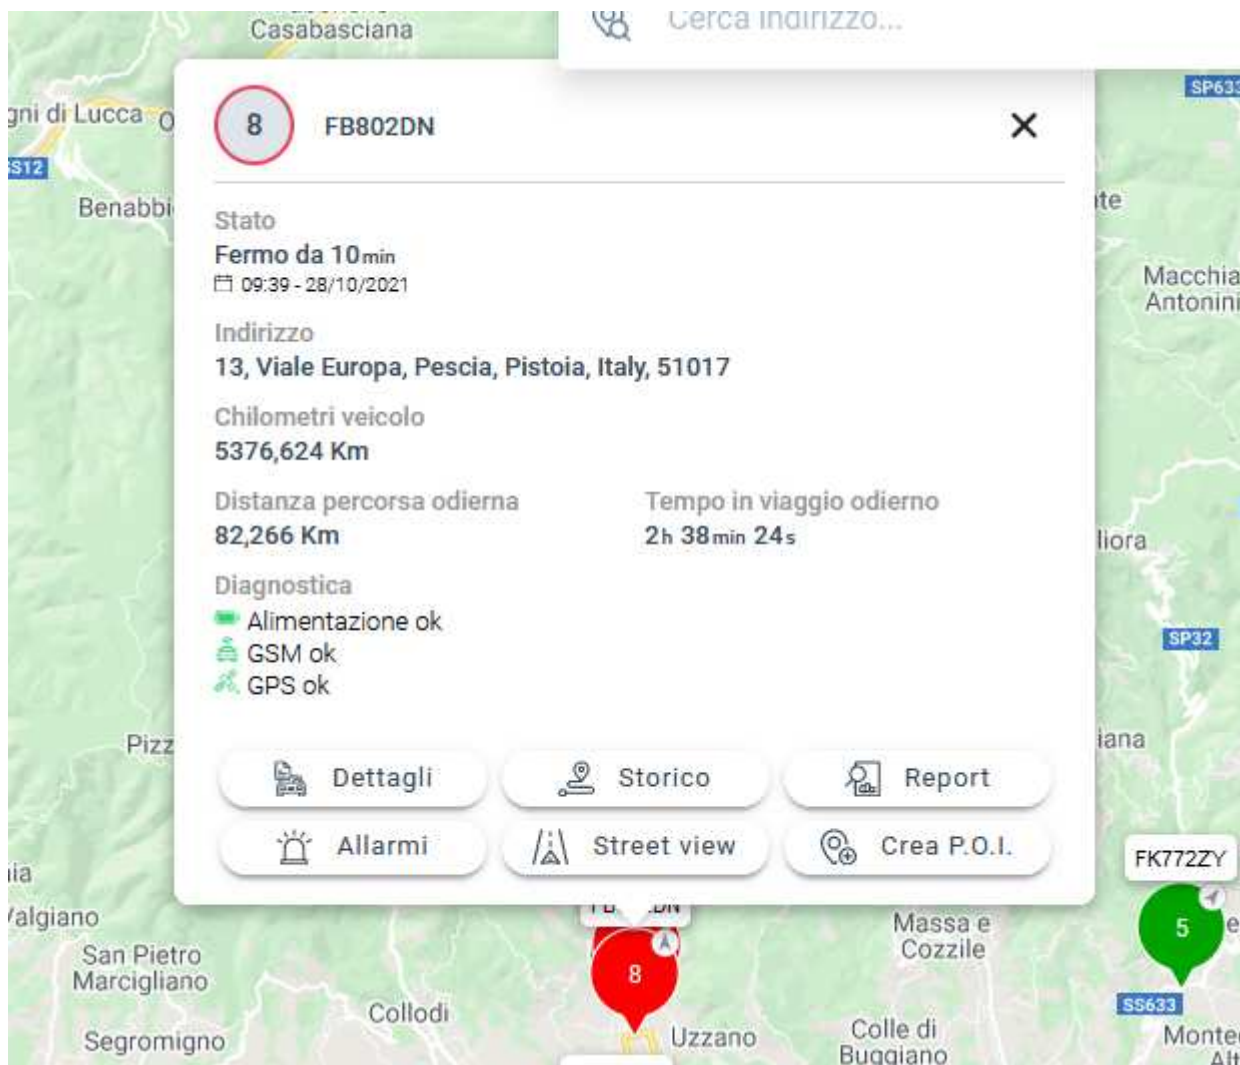 Casabasciana
Cerca indirizzo...
SP633
gni di Lucca
8
FB802DN
SS12
Benabbi
Stato
Fermo da 10min
09:39 - 28/10/2021
Macchia
Antonini
Indirizzo
13, Viale Europa, Pescia, Pistoia, Italy, 51017
Chilometri veicolo
5376,624 Km
Distanza percorsa odierna
Tempo in viaggio odierno
82,266 Km
2h 38min 24s
liora
Diagnostica
Alimentazione ok
GSM ok
GPS ok
SP32
Pizz
iana
Dettagli
Storico
Report
Allarmi
Street view
Crea P.O.I.
FK772ZY
5
8
Valgiano
San Pietro
Marcigliano
Massa e
Cozzile
Collodi
SS633
Segromigno
Uzzano
Colle di
Buggiano
Monte
Alt